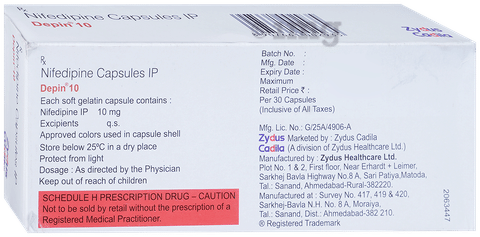 Rx
Nifedipine Capsules IP
Depin® 10
Zydus
Cadila
Rx
Nifedipine Capsules IP
Depin® 10
Each soft gelatin capsule contains :
Nifedipine IP 10 mg
Excipients q.s.
Approved colors used in capsule shell
Store below 25°C in a dry place
Protect from light
Dosage : As directed by the Physician
Keep out of reach of children
SCHEDULE H PRESCRIPTION DRUG – CAUTION
Not to be sold by retail without the prescription of a
Registered Medical Practitioner.
Batch No. :
Mfg. Date :
Expiry Date :
Maximum
Retail Price ₹ :
Per 30 Capsules
(Inclusive of All Taxes)
Mfg. Lic. No.: G/25A/4906-A
Zydus Marketed by : Zydus Cadila
Cadila (A division of Zydus Healthcare Ltd.)
Manufactured by : Zydus Healthcare Ltd.
Plot No. 1 & 2, First floor, Near Erhardt + Leimer,
Sarkhej Bavla Highway No.8 A, Sari Patiya, Matoda,
Tal.: Sanand, Ahmedabad-Rural-382220.
Manufactured at : Survey No. 417, 419 & 420,
Sarkhej-Bavla N.H. No. 8 A, Moraiya,
Tal.: Sanand, Dist.: Ahmedabad-382 210.
® Registered Trademark
2063447